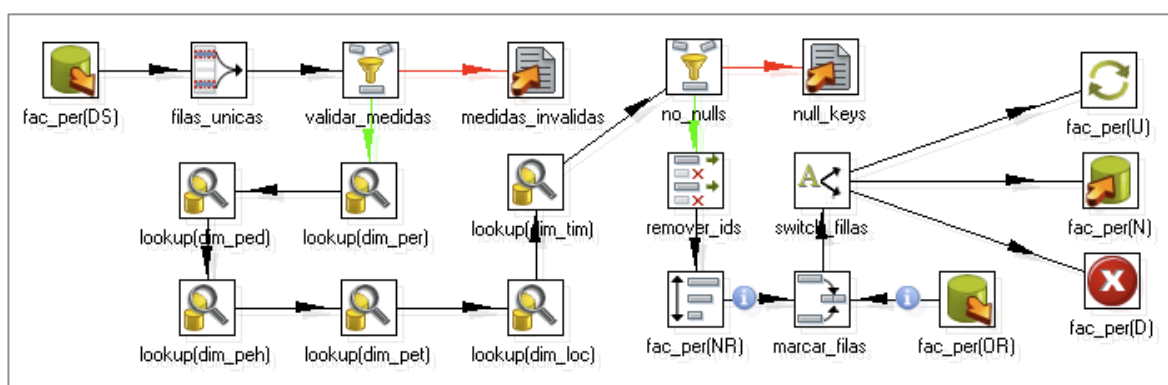 fac_per(DS)
filas_unicas
validar_medidas
medidas_invalidas
no_nulls
null_keys
fac_per(U)
lookup(dim_ped)
lookup(dim_per)
lookup(dim_tim)
remover_ids
switch_fillas
fac_per(N)
lookup(dim_peh)
lookup(dim_pet)
lookup(dim_loc)
fac_per(NR)
marcar_filas
fac_per(OR)
fac_per(D)